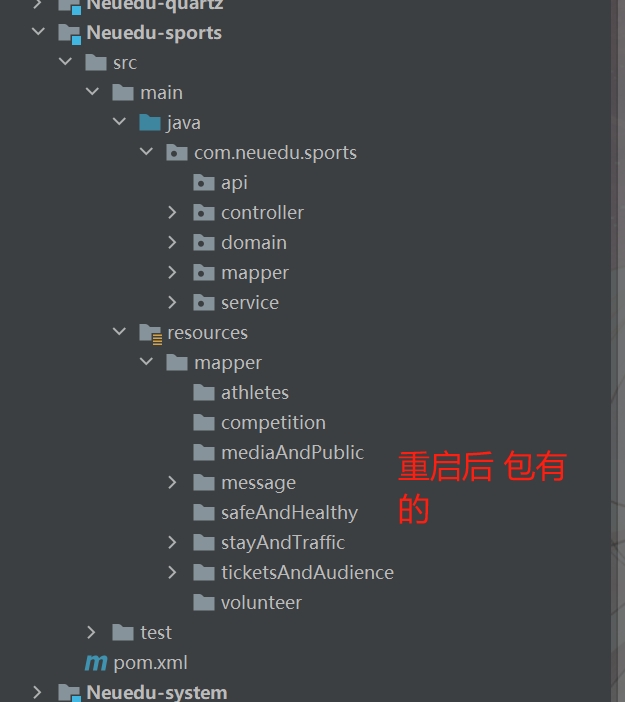 Neuedu-quartz
Neuedu-sports
src
main
java
com.neuedu.sports
api
controller
domain
mapper
service
resources
mapper
athletes
competition
mediaAndPublic
message
safeAndHealthy
stayAndTraffic
ticketsAndAudience
volunteer
重启后 包有
的
test
m pom.xml
Neuedu-system